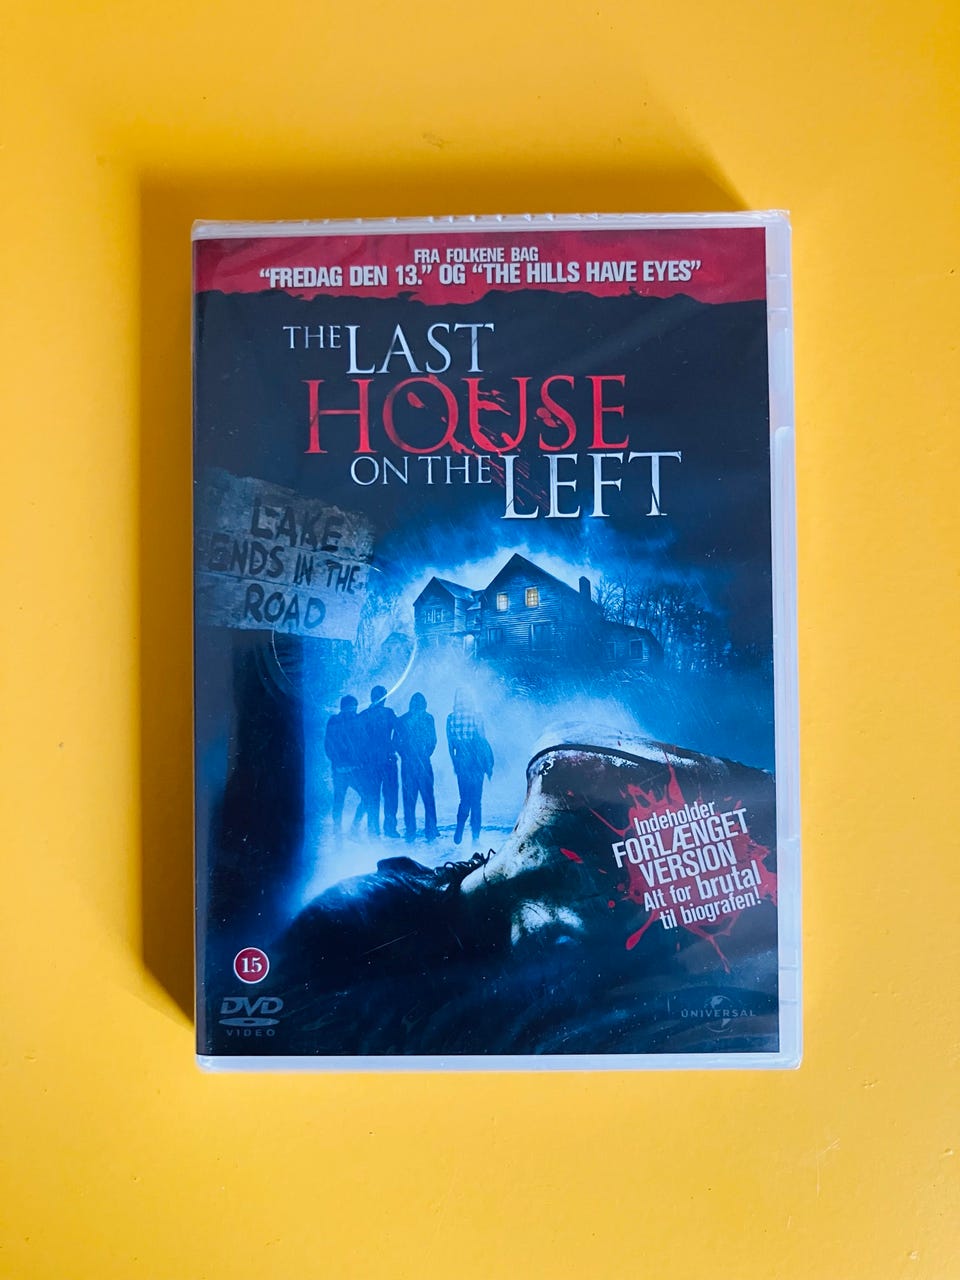 FRA FOLKENE BAG
"FREDAG DEN 13." OG "THE HILLS HAVE EYES"
THE LAST
HOUSE
ON THE LEFT
LAKE
ENDS IN THE
ROAD
Indeholder
FORLÆNGET
VERSION
Alt for brutal
til biografen!
15
DVD
VIDEO
UNIVERSAL